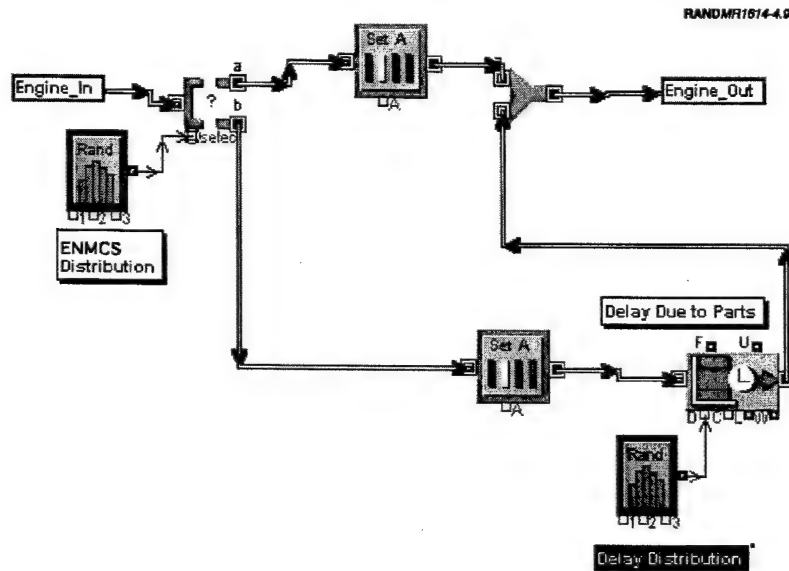 RANDMR1614-4.9
a
Set A
Engine_In
?
A
Engine_Out
b
select
Rand
1 2 3
ENMCS
Distribution
Delay Due to Parts
F U
Set A
L
A
D C L W
Rand
1 2 3
Delay Distribution